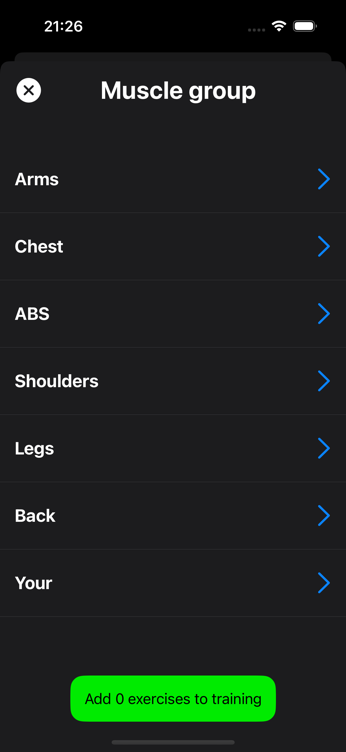 21:26
Muscle group
Arms
Chest
ABS
Shoulders
Legs
Back
Your
Add 0 exercises to training